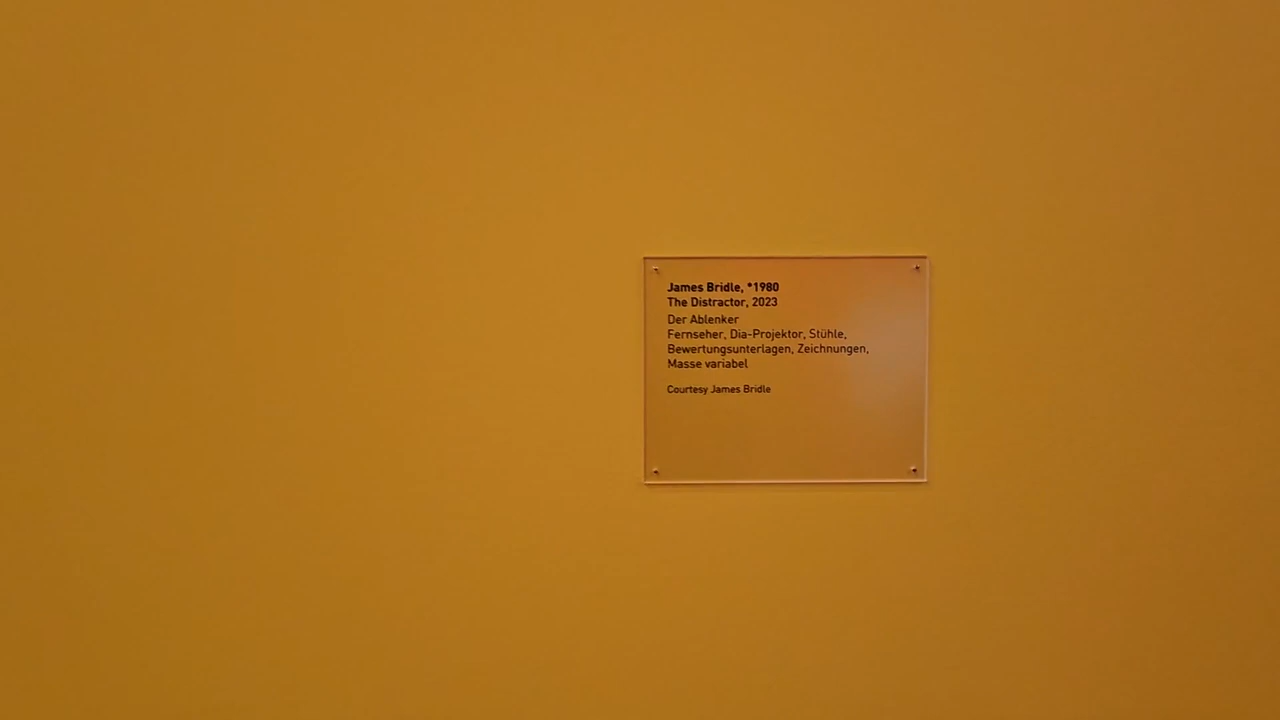 James Bridle, *1980
The Distractor, 2023
Der Ablenker
Fernseher, Dia-Projektor, Stühle,
Bewertungsunterlagen, Zeichnungen,
Masse variabel
Courtesy James Bridle